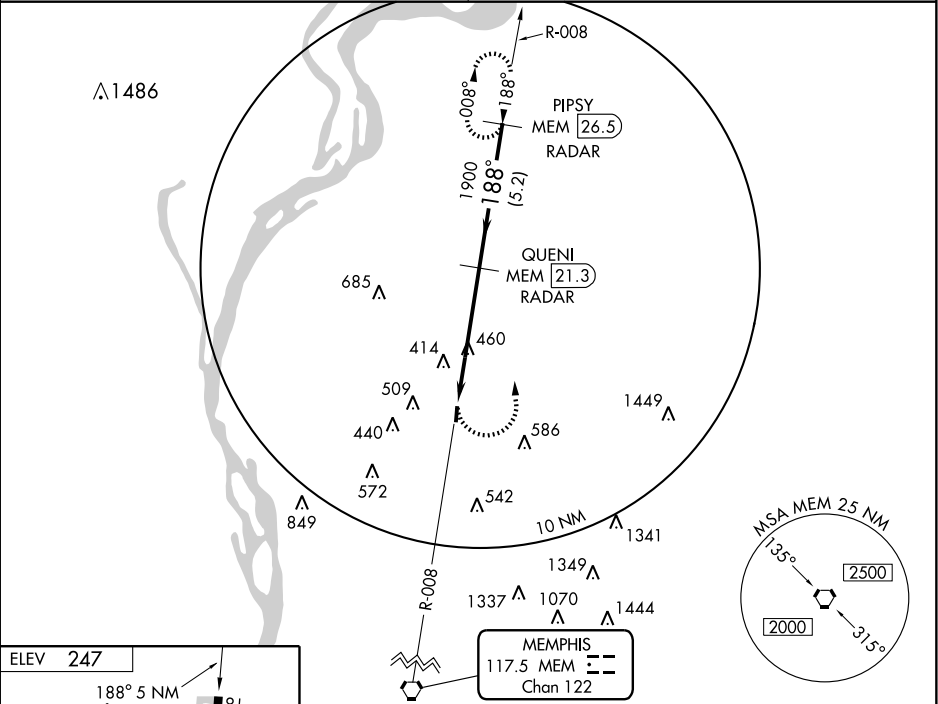 R-008
1486
008°
188°
PIPSY
MEM 26.5
RADAR
1900
188°
(5.2)
QUENI
MEM 21.3
RADAR
685
460
414
509
1449
440
586
572
542
849
10 NM
1341
MSA MEM 25 NM
135°
2500
1349
R-008
1337
1070
1444
2000
315°
MEMPHIS
117.5 MEM
Chan 122
ELEV 247
188° 5 NM